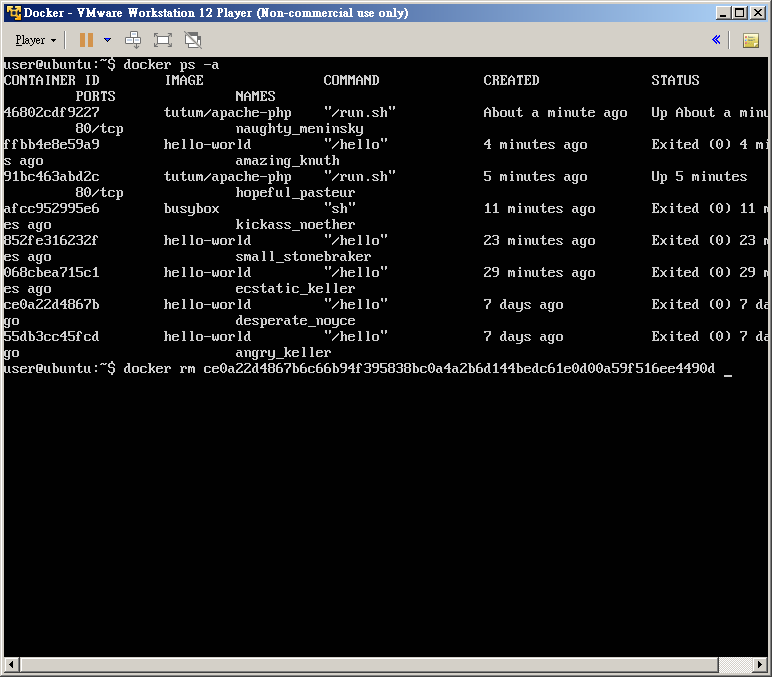 Docker - VMware Workstation 12 Player (Non-commercial use only)
Player
user@ubuntu:~$ docker ps -a
CONTAINER ID        IMAGE               COMMAND             CREATED              STATUS
         PORTS               NAMES
46802cdf9227        tutum/apache-php    "/run.sh"           About a minute ago   Up About a minu
         80/tcp              naughty_meninsky
ffbb4e8e59a9        hello-world         "/hello"            4 minutes ago        Exited (0) 4 mi
s ago                        amazing_knuth
91bc463abd2c        tutum/apache-php    "/run.sh"           5 minutes ago        Up 5 minutes
         80/tcp              hopeful_pasteur
afcc952995e6        busybox             "sh"                11 minutes ago       Exited (0) 11 m
es ago                       kickass_noether
852fe316232f        hello-world         "/hello"            23 minutes ago       Exited (0) 23 m
es ago                       small_stonebraker
068cbea715c1        hello-world         "/hello"            29 minutes ago       Exited (0) 29 m
es ago                       ecstatic_keller
ce0a22d4867b        hello-world         "/hello"            7 days ago           Exited (0) 7 da
go                           desperate_noyce
55db3cc45fcd        hello-world         "/hello"            7 days ago           Exited (0) 7 da
go                           angry_keller
user@ubuntu:~$ docker rm ce0a22d4867b6c66b94f395838bc0a4a2b6d144bedc61e0d00a59f516ee4490d _